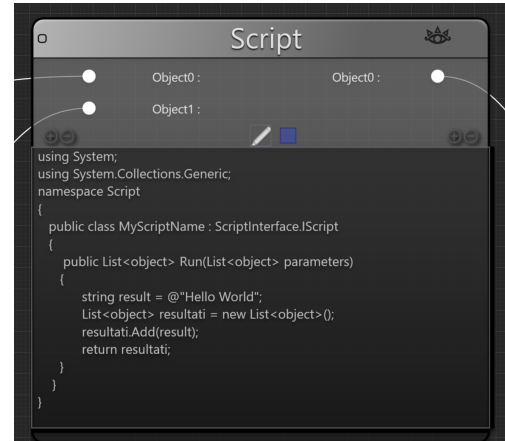 Script
Object0 : Object0 :
Object1 :
using System;
using System.Collections.Generic;
namespace Script
{
public class MyScriptName : ScriptInterface.IScript
{
public List<object> Run(List<object> parameters)
{
string result = @"Hello World";
List<object> resultati = new List<object>();
resultati.Add(result);
return resultati;
}
}
}